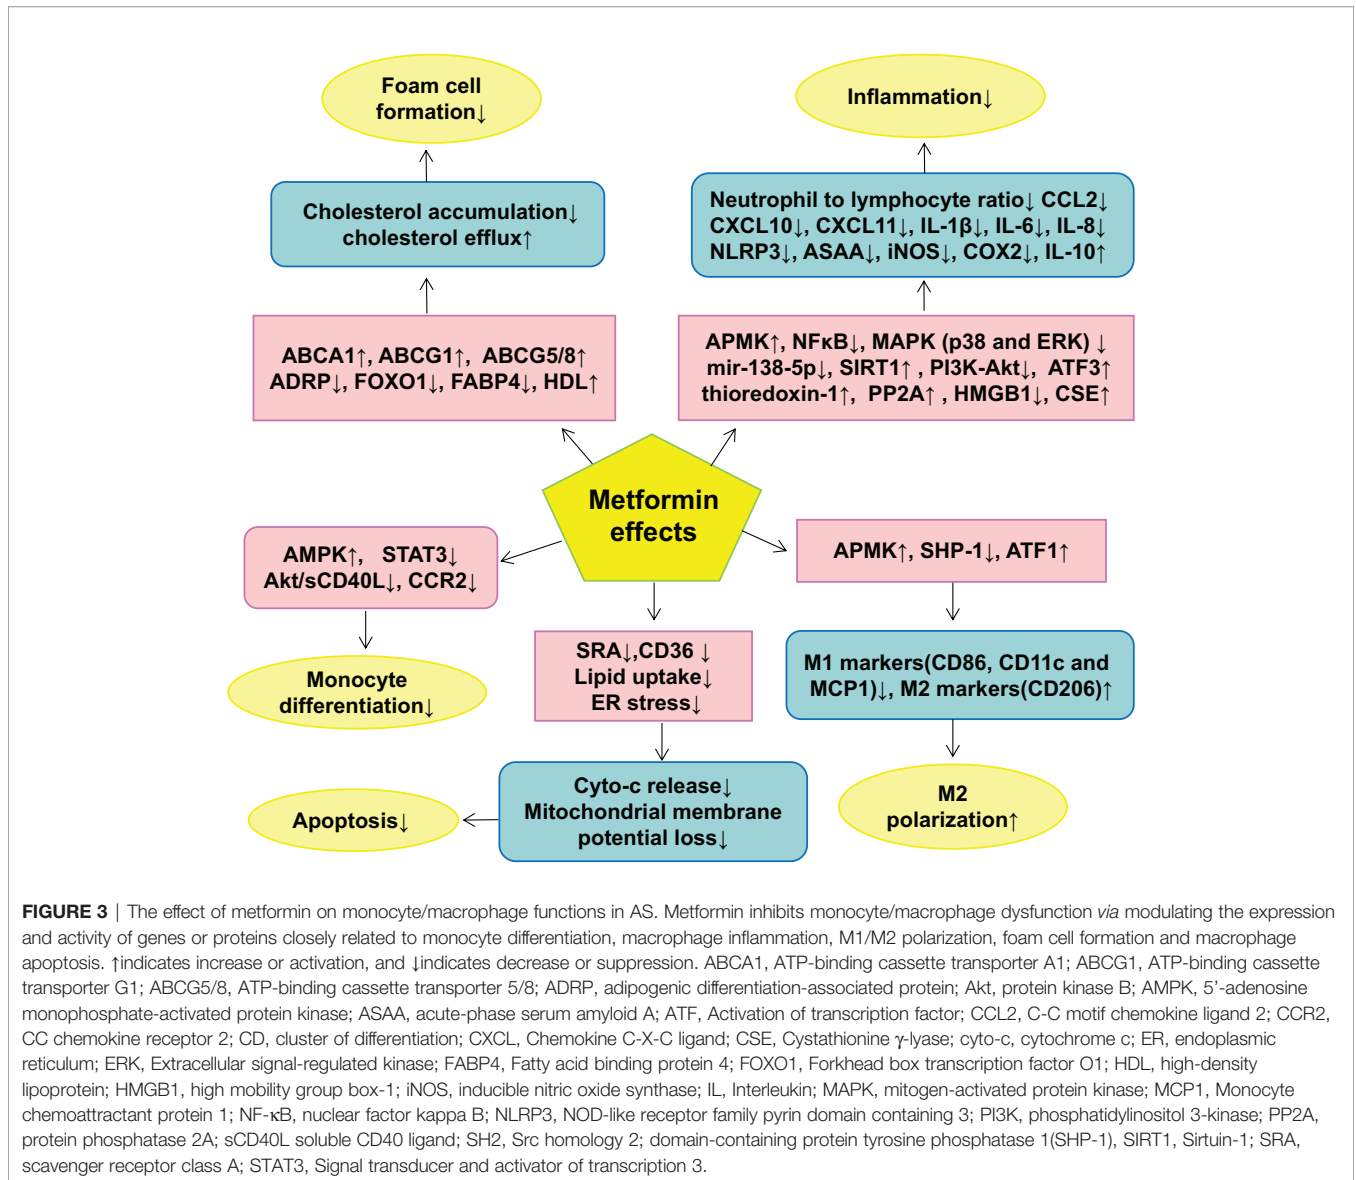 Foam cell
formation↓
Inflammation↓
Cholesterol accumulation↓
cholesterol efflux↑
Neutrophil to lymphocyte ratio↓ CCL2↓
CXCL10↓, CXCL11↓, IL-1β↓, IL-6↓, IL-8↓
NLRP3↓, ASAA↓, iNOS↓, COX2↓, IL-10↑
ABCA1↑, ABCG1↑, ABCG5/8↑
ADRP↓, FOXO1↓, FABP4↓, HDL↑
APMK↑, NFκB↓, MAPK (p38 and ERK) ↓
mir-138-5p↓, SIRT1↑ , PI3K-Akt↓, ATF3↑
thioredoxin-1↑, PP2A↑ , HMGB1↓, CSE↑
Metformin
effects
AMPK↑, STAT3↓
Akt/sCD40L↓, CCR2↓
APMK↑, SHP-1↓, ATF1↑
Monocyte
differentiation↓
SRA↓,CD36 ↓
Lipid uptake↓
ER stress↓
M1 markers(CD86, CD11c and
MCP1)↓, M2 markers(CD206)↑
Apoptosis↓
Cyto-c release↓
Mitochondrial membrane
potential loss↓
M2
polarization↑
FIGURE 3 | The effect of metformin on monocyte/macrophage functions in AS. Metformin inhibits monocyte/macrophage dysfunction via modulating the expression
and activity of genes or proteins closely related to monocyte differentiation, macrophage inflammation, M1/M2 polarization, foam cell formation and macrophage
apoptosis. ↑indicates increase or activation, and ↓indicates decrease or suppression. ABCA1, ATP-binding cassette transporter A1; ABCG1, ATP-binding cassette
transporter G1; ABCG5/8, ATP-binding cassette transporter 5/8; ADRP, adipogenic differentiation-associated protein; Akt, protein kinase B; AMPK, 5'-adenosine
monophosphate-activated protein kinase; ASAA, acute-phase serum amyloid A; ATF, Activation of transcription factor; CCL2, C-C motif chemokine ligand 2; CCR2,
CC chemokine receptor 2; CD, cluster of differentiation; CXCL, Chemokine C-X-C ligand; CSE, Cystathionine γ-lyase; cyto-c, cytochrome c; ER, endoplasmic
reticulum; ERK, Extracellular signal-regulated kinase; FABP4, Fatty acid binding protein 4; FOXO1, Forkhead box transcription factor O1; HDL, high-density
lipoprotein; HMGB1, high mobility group box-1; iNOS, inducible nitric oxide synthase; IL, Interleukin; MAPK, mitogen-activated protein kinase; MCP1, Monocyte
chemoattractant protein 1; NF-κB, nuclear factor kappa B; NLRP3, NOD-like receptor family pyrin domain containing 3; PI3K, phosphatidylinositol 3-kinase; PP2A,
protein phosphatase 2A; sCD40L soluble CD40 ligand; SH2, Src homology 2; domain-containing protein tyrosine phosphatase 1(SHP-1), SIRT1, Sirtuin-1; SRA,
scavenger receptor class A; STAT3, Signal transducer and activator of transcription 3.